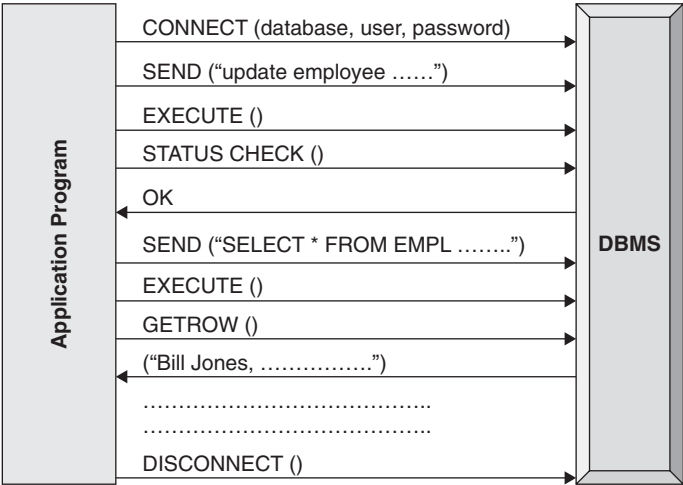 Application Program
CONNECT (database, user, password)
SEND (“update employee ……”)
EXECUTE ()
STATUS CHECK ()
OK
SEND (“SELECT * FROM EMPL ……..”)
EXECUTE ()
GETROW ()
(“Bill Jones, …………….”)
…………………………………..
…………………………………..
DISCONNECT ()
DBMS